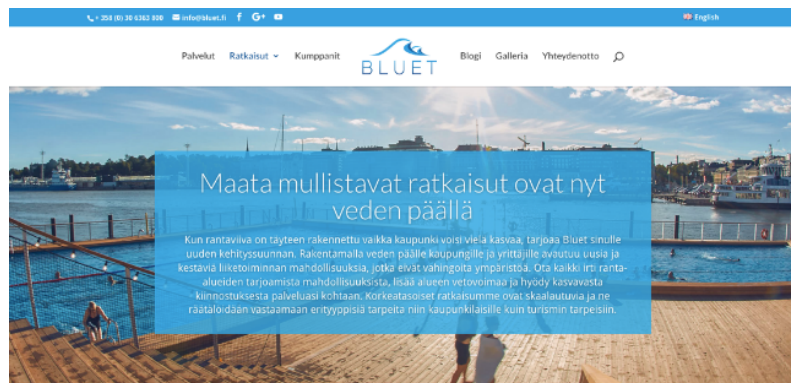 + 358 (0) 30 6363 800 info@bluet.fi f G+ English
Palvelut Ratkaisut Kumppanit BLUET Blogi Galleria Yhteydenotto
Maata mullistavat ratkaisut ovat nyt
veden päällä
Kun rantaviiva on täyteen rakennettu vaikka kaupunki voisi vielä kasvaa, tarjoaa Bluet sinulle
uuden kehityssuunnan. Rakentamalla veden päälle kaupungille ja yrittäjille avautuu uusia ja
kestäviä liiketoiminnan mahdollisuuksia, jotka eivät vahingoita ympäristöä. Ota kaikki irti ranta-
alueiden tarjoamista mahdollisuuksista, lisää alueen vetovoimaa ja hyödy kasvavasta
kiinnostuksesta palveluasi kohtaan. Korkeatasoiset ratkaisumme ovat skaalautuvia ja ne
räätälöidään vastaamaan erityyppisiä tarpeita niin kaupunkilaisille kuin turismin tarpeisiin.